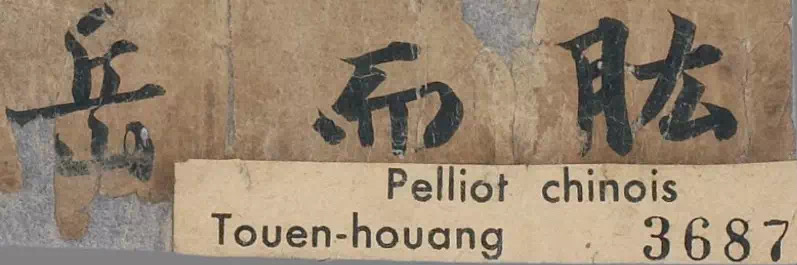 肱
而
岳
Pelliot chinois
Touen-houang 3687